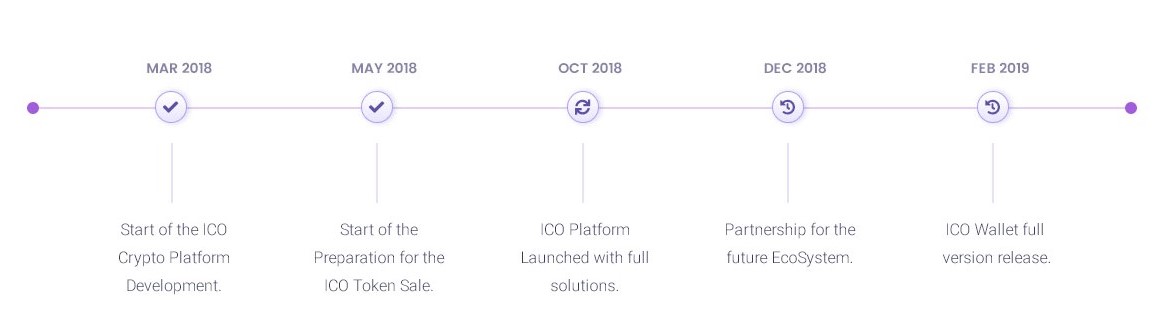 MAR 2018
MAY 2018
OCT 2018
DEC 2018
FEB 2019
Start of the ICO
Crypto Platform
Development.
Start of the
Preparation for the
ICO Token Sale.
ICO Platform
Launched with full
solutions.
Partnership for the
future EcoSystem.
ICO Wallet full
version release.